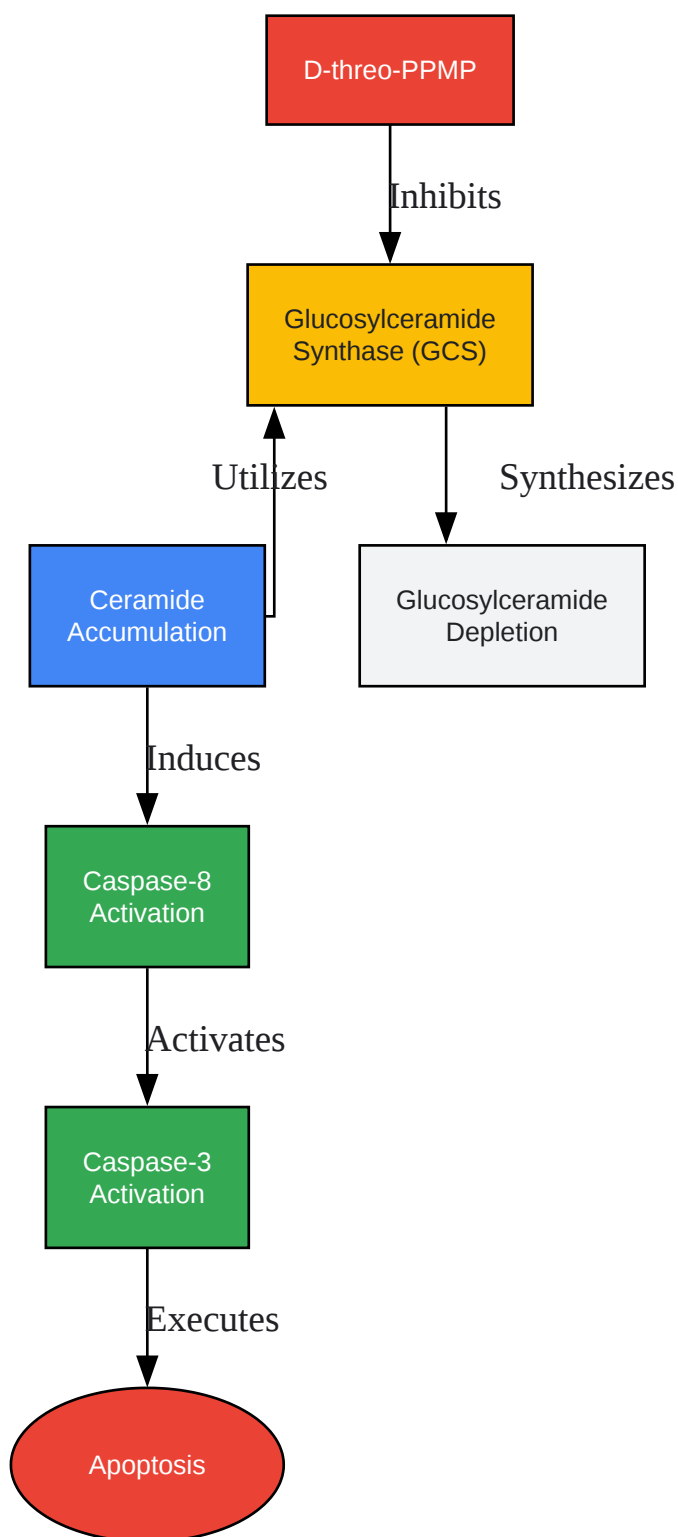 D-threo-PPMP
Inhibits
Glucosylceramide
Synthase (GCS)
Utilizes
Synthesizes
Ceramide
Accumulation
Glucosylceramide
Depletion
Induces
Caspase-8
Activation
Activates
Caspase-3
Activation
Executes
Apoptosis